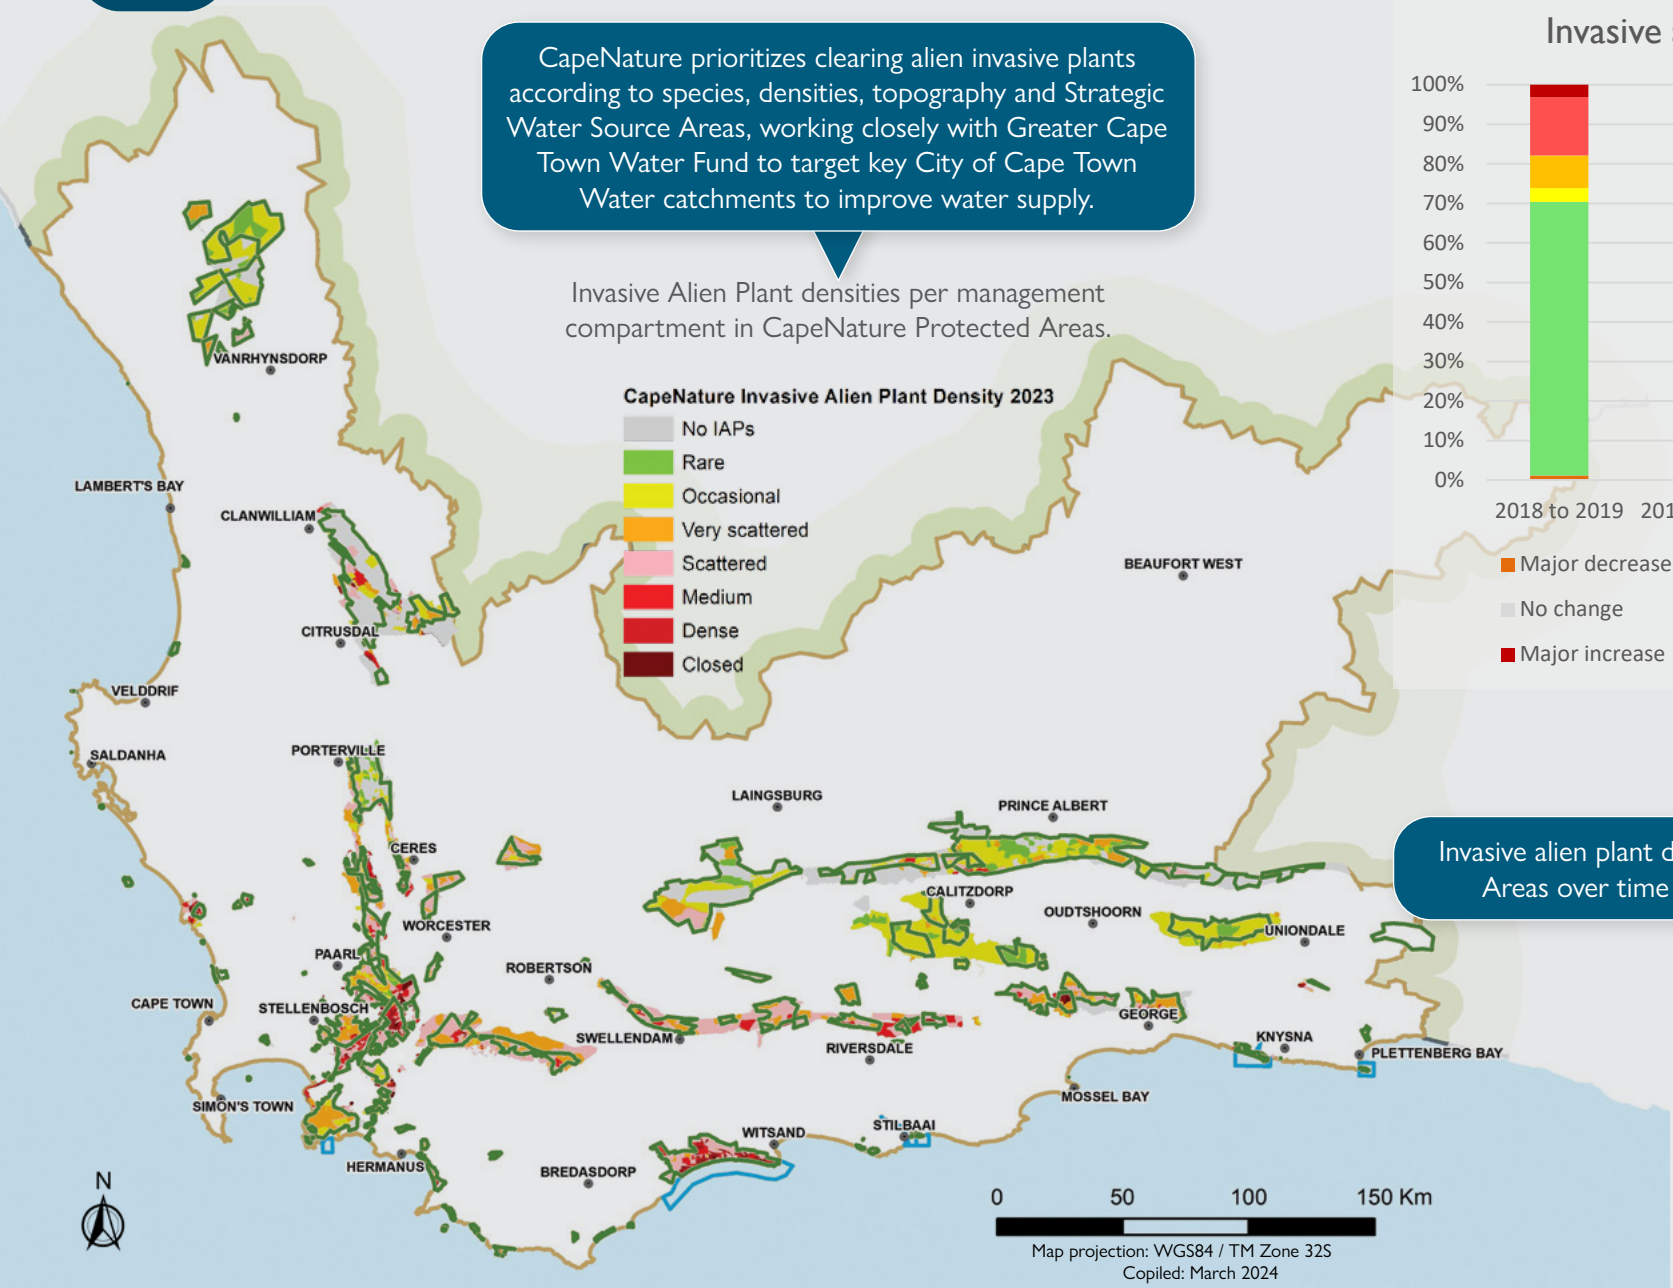 CapeNature prioritizes clearing alien invasive plants
according to species, densities, topography and Strategic
Water Source Areas, working closely with Greater Cape
Town Water Fund to target key City of Cape Town
Water catchments to improve water supply.
Invasive Alien Plant densities per management
compartment in CapeNature Protected Areas.
CapeNature Invasive Alien Plant Density 2023
No IAPs
Rare
Occasional
Very scattered
Scattered
Medium
Dense
Closed
VANRHYNSDORP
LAMBERT'S BAY
CLANWILLIAM
CITRUSDAL
VELDDRIF
SALDANHA
PORTERVILLE
BEAUFORT WEST
LAINGSBURG
PRINCE ALBERT
CERES
CALITZDORP
OUDTSHOORN
UNIONDALE
WORCESTER
PAARL
ROBERTSON
CAPE TOWN
STELLENBOSCH
SWELLENDAM
RIVERSDALE
GEORGE
KNYSNA
PLETTENBERG BAY
SIMON'S TOWN
MOSSEL BAY
WITSAND
STILBAAI
HERMANUS
BREDASDORP
N
0 50 100 150 Km
Map projection: WGS84 / TM Zone 32S
Copiled: March 2024
Invasive
100%
90%
80%
70%
60%
50%
40%
30%
20%
10%
0%
2018 to 2019 201
Major decrease
No change
Major increase
Invasive alien plant d
Areas over time